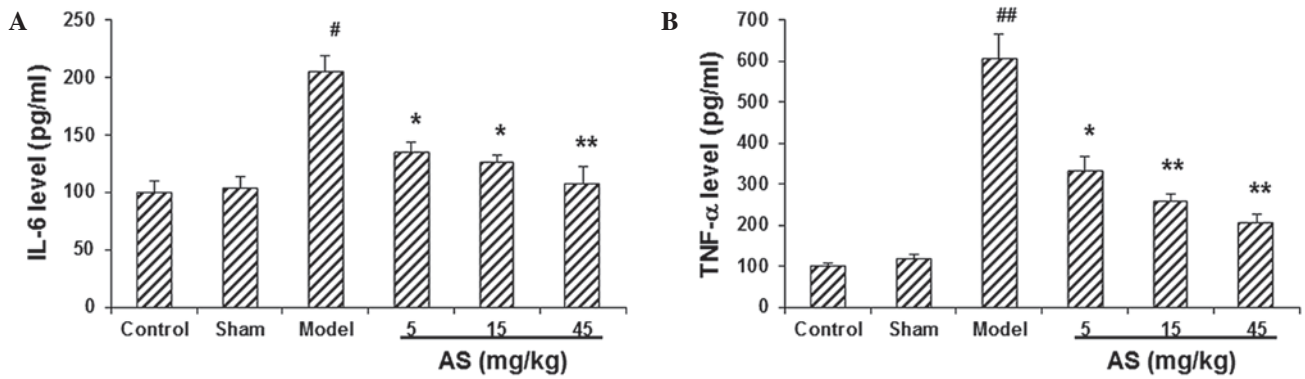 A
IL-6 level (pg/ml)
250
200
150
100
50
0
#
*
*
**
Control Sham Model 5 15 45
AS (mg/kg)
B
TNF-α level (pg/ml)
700
600
500
400
300
200
100
0
##
*
**
**
Control Sham Model 5 15 45
AS (mg/kg)